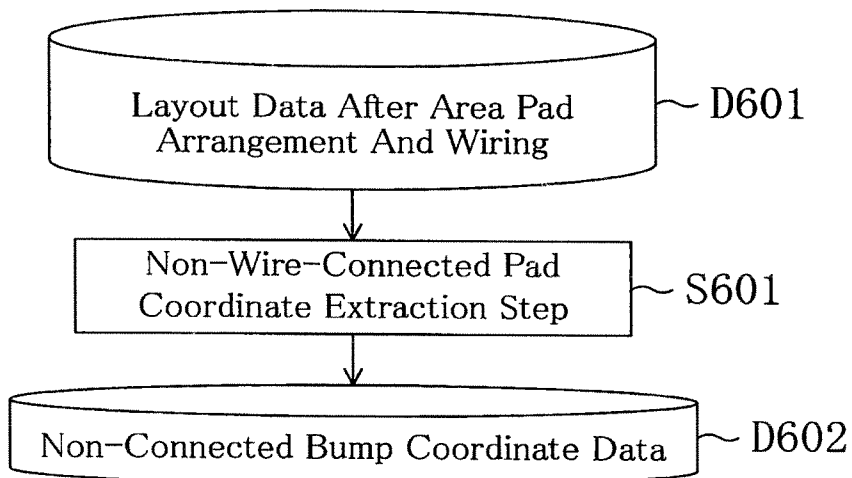 Layout Data After Area Pad
Arrangement And Wiring
D601
Non-Wire-Connected Pad
Coordinate Extraction Step
S601
Non-Connected Bump Coordinate Data
D602